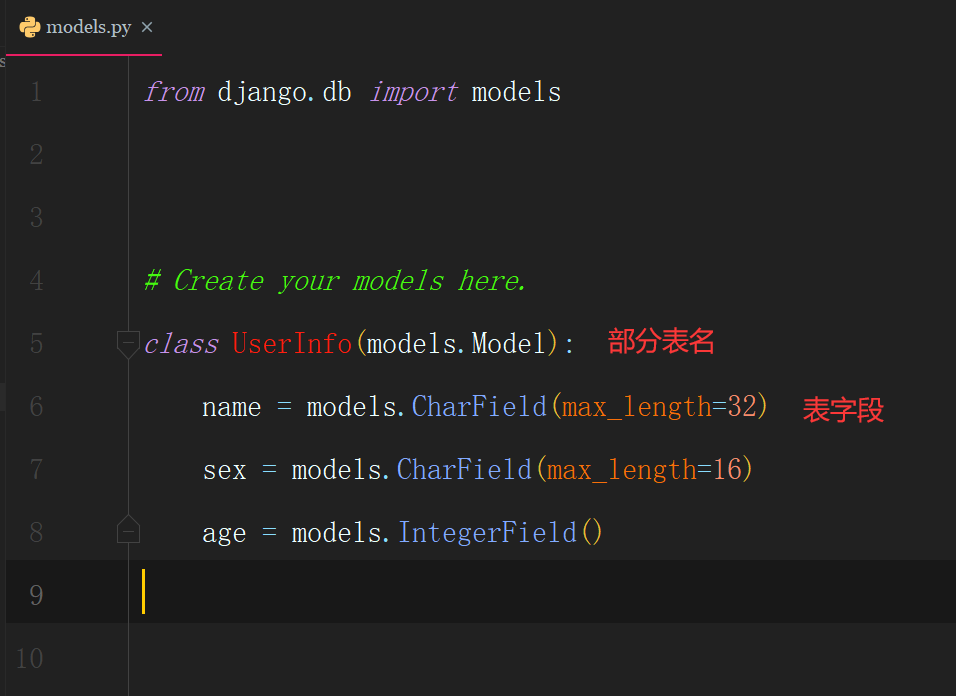 models.py ×
s
1 from django.db import models
2
3
4 # Create your models here.
5 class UserInfo(models.Model): 部分表名
6 name = models.CharField(max_length=32) 表字段
7 sex = models.CharField(max_length=16)
8 age = models.IntegerField()
9
10